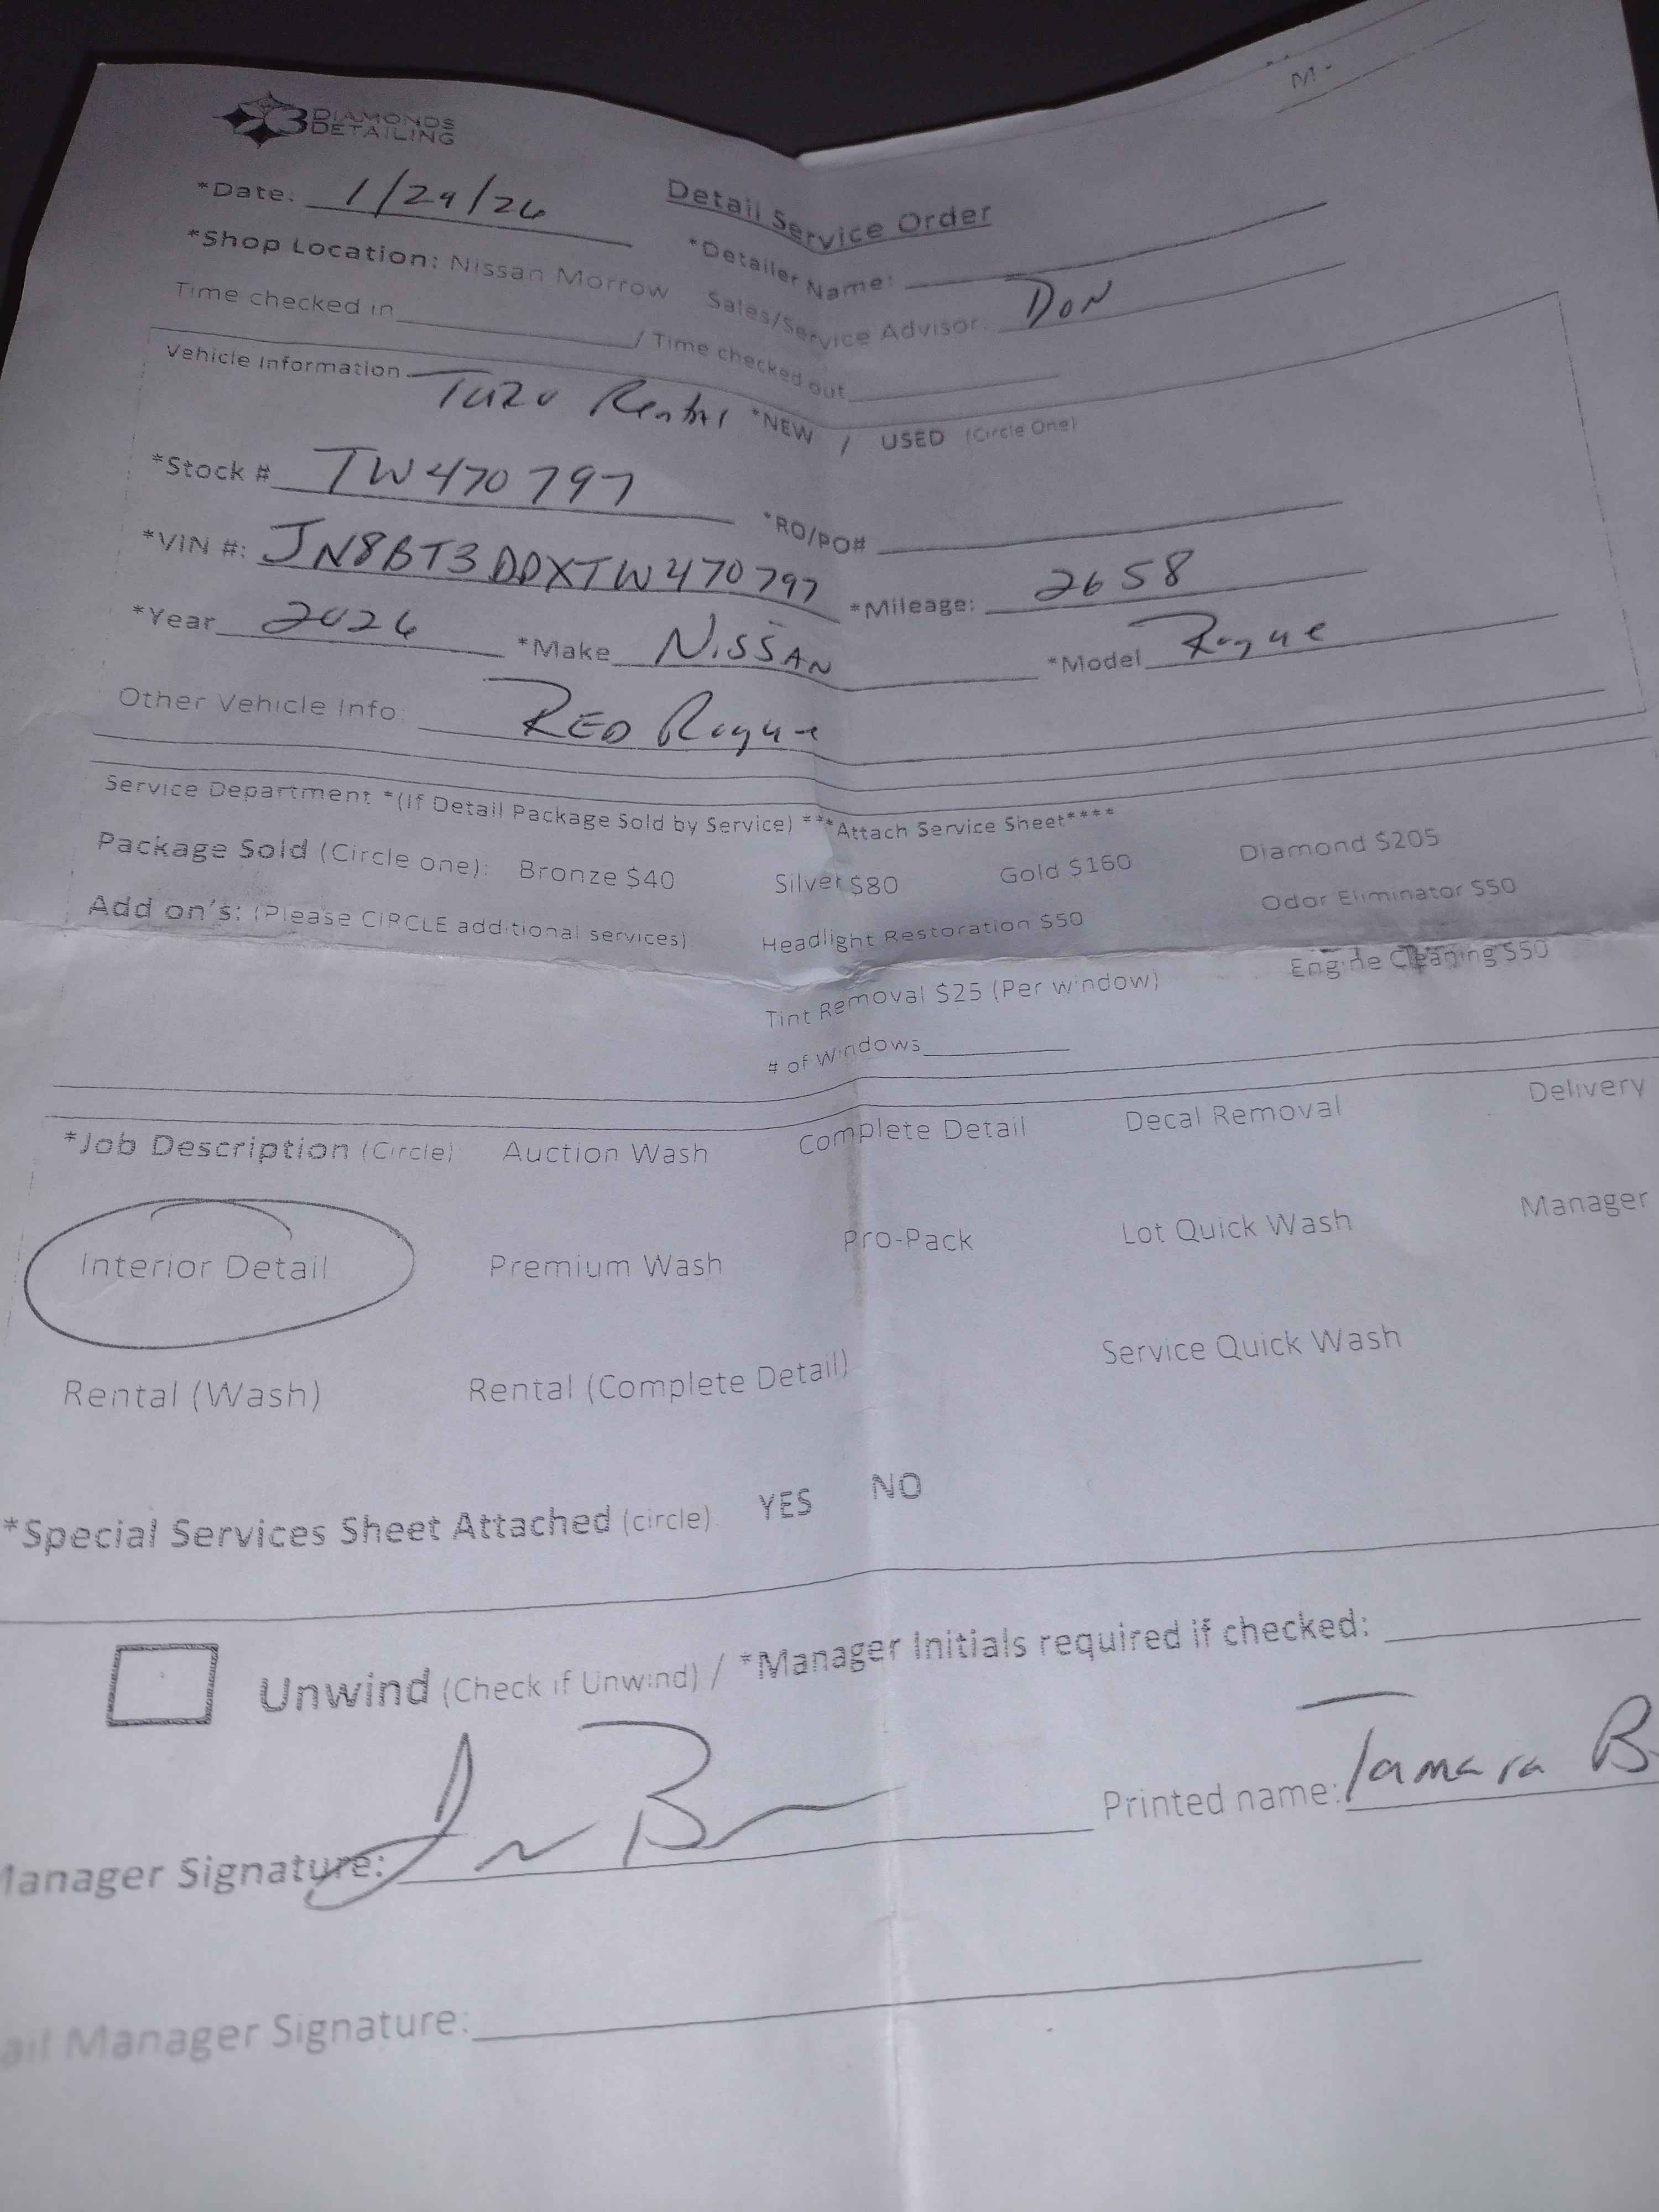 3 DIAMONDS DETAILING
M-
Detail Service Order
*Date: 1/29/26 *Detailer Name:
*Shop Location: Nissan Morrow Sales/Service Advisor: DON
Time checked in / Time checked out
Vehicle Information Turo Rental *NEW / USED (Circle One)
*Stock # TW470797 *RO/PO#
*VIN #: JN8BT3DDXTW470797 *Mileage: 2658
*Year 2026 *Make NISSAN *Model Rogue
Other Vehicle Info: RED Rogue
Service Department *(If Detail Package Sold by Service) ***Attach Service Sheet****
Package Sold (Circle one): Bronze $40 Silver $80 Gold $160 Diamond $205
Add on's: (Please CIRCLE additional services) Headlight Restoration $50 Odor Eliminator $50
Tint Removal $25 (Per window) Engine Cleaning $50
# of Windows
*Job Description (Circle) Auction Wash Complete Detail Decal Removal Delivery
Interior Detail Premium Wash Pro-Pack Lot Quick Wash Manager
Rental (Wash) Rental (Complete Detail) Service Quick Wash
*Special Services Sheet Attached (circle). YES NO
Unwind (Check if Unwind) / *Manager Initials required if checked:
Manager Signature: Printed name: Tamara B.
ail Manager Signature: